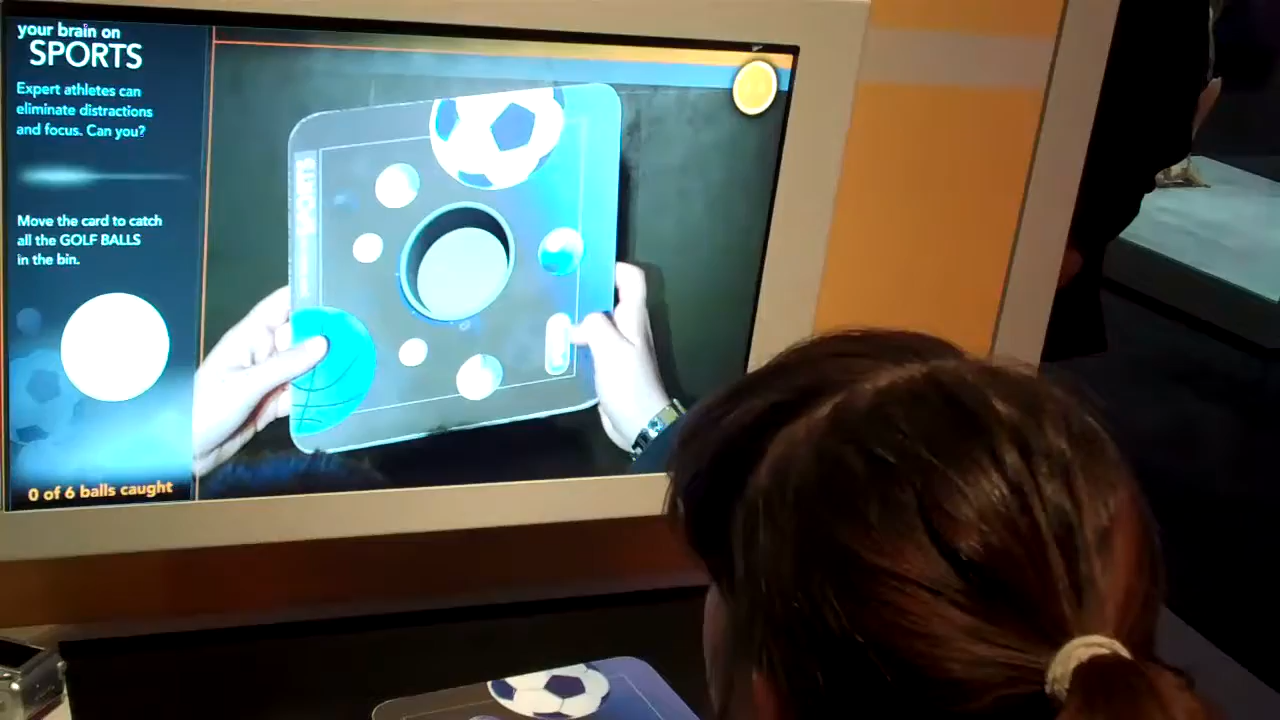 your brain on
SPORTS
Expert athletes can
eliminate distractions
and focus. Can you?
Move the card to catch
all the GOLF BALLS
in the bin.
0 of 6 balls caught
SPORTS